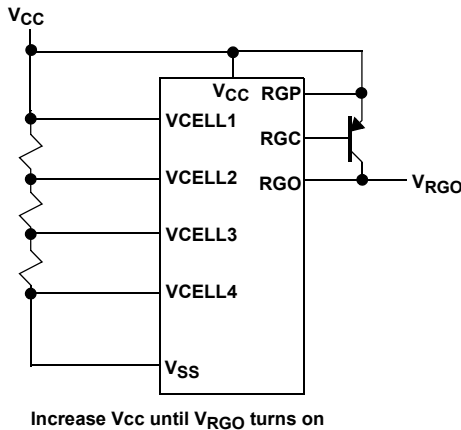 VCC
VCC RGP
VCELL1
RGC
VCELL2
RGO
VRGO
VCELL3
VCELL4
VSS
Increase Vcc until VRGO turns on